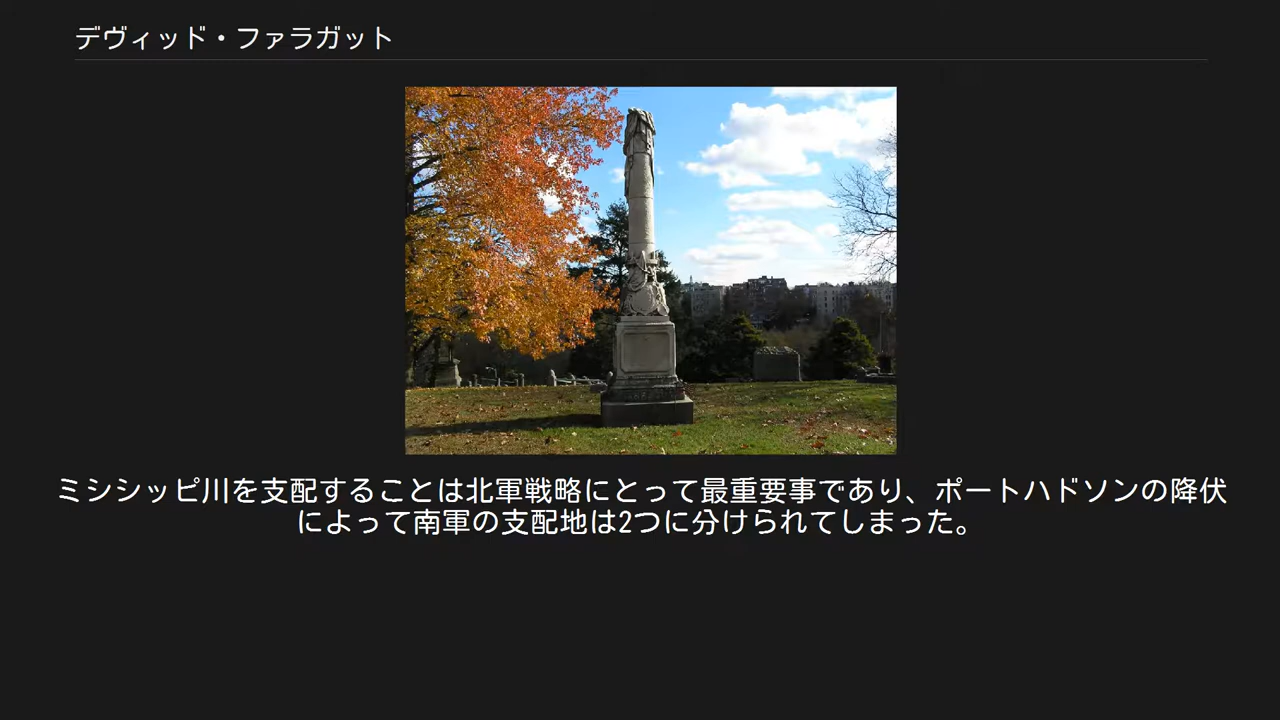 デヴィッド・ファラガット
ミシシッピ川を支配することは北軍戦略にとって最重要事であり、ポートハドソンの降伏
によって南軍の支配地は2つに分けられてしまった。